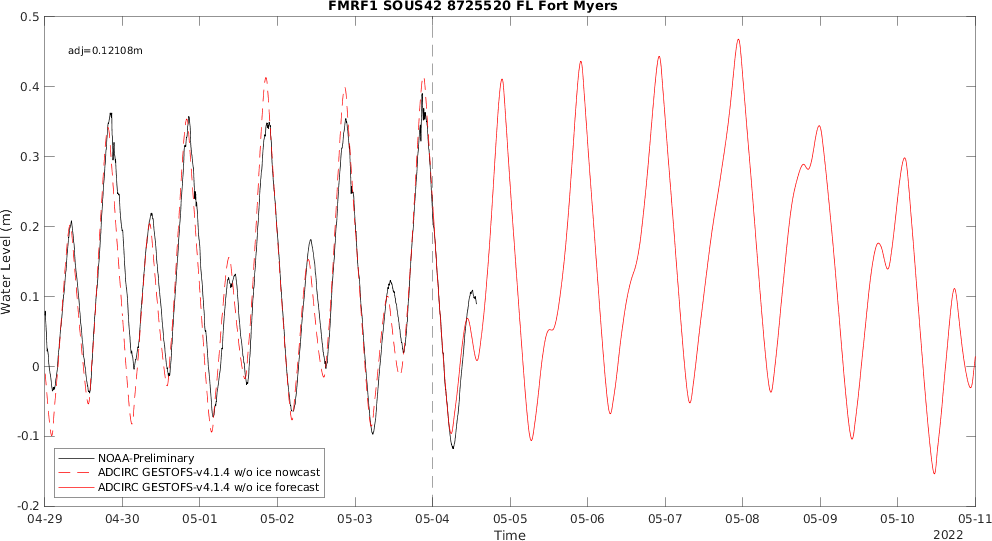 FMRF1 SOUS42 8725520 FL Fort Myers
adj=0.12108m
0.5
0.4
0.3
0.2
0.1
0
-0.1
-0.2
Water Level (m)
NOAA-Preliminary
ADCIRC GESTOFS-v4.1.4 w/o ice nowcast
ADCIRC GESTOFS-v4.1.4 w/o ice forecast
04-29 04-30 05-01 05-02 05-03 05-04 05-05 05-06 05-07 05-08 05-09 05-10 05-11
Time
2022